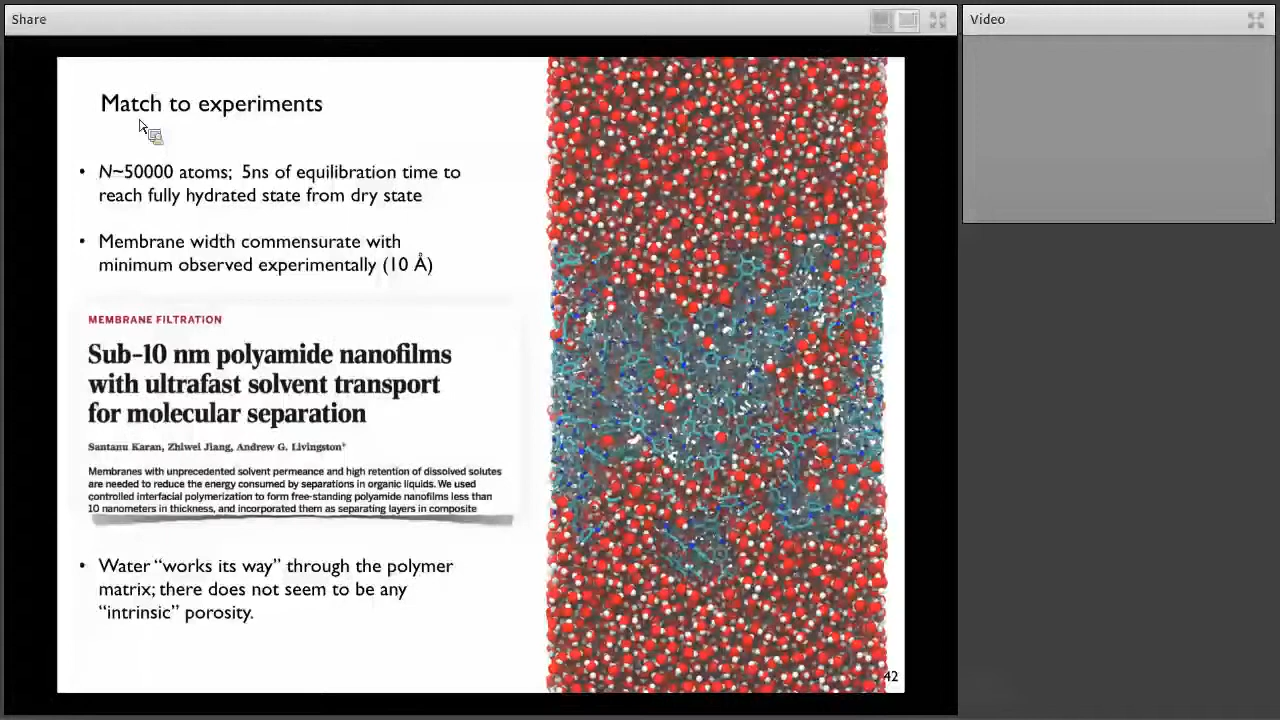 Share
Video
Match to experiments
• N~50000 atoms; 5ns of equilibration time to
reach fully hydrated state from dry state
• Membrane width commensurate with
minimum observed experimentally (10 Å)
MEMBRANE FILTRATION
Sub-10 nm polyamide nanofilms
with ultrafast solvent transport
for molecular separation
Santanu Karan, Zhiwei Jiang, Andrew G. Livingston*
Membranes with unprecedented solvent permeance and high retention of dissolved solutes
are needed to reduce the energy consumed by separations in organic liquids. We used
controlled interfacial polymerization to form free-standing polyamide nanofilms less than
10 nanometers in thickness, and incorporated them as separating layers in composite
• Water “works its way” through the polymer
matrix; there does not seem to be any
“intrinsic” porosity.
42